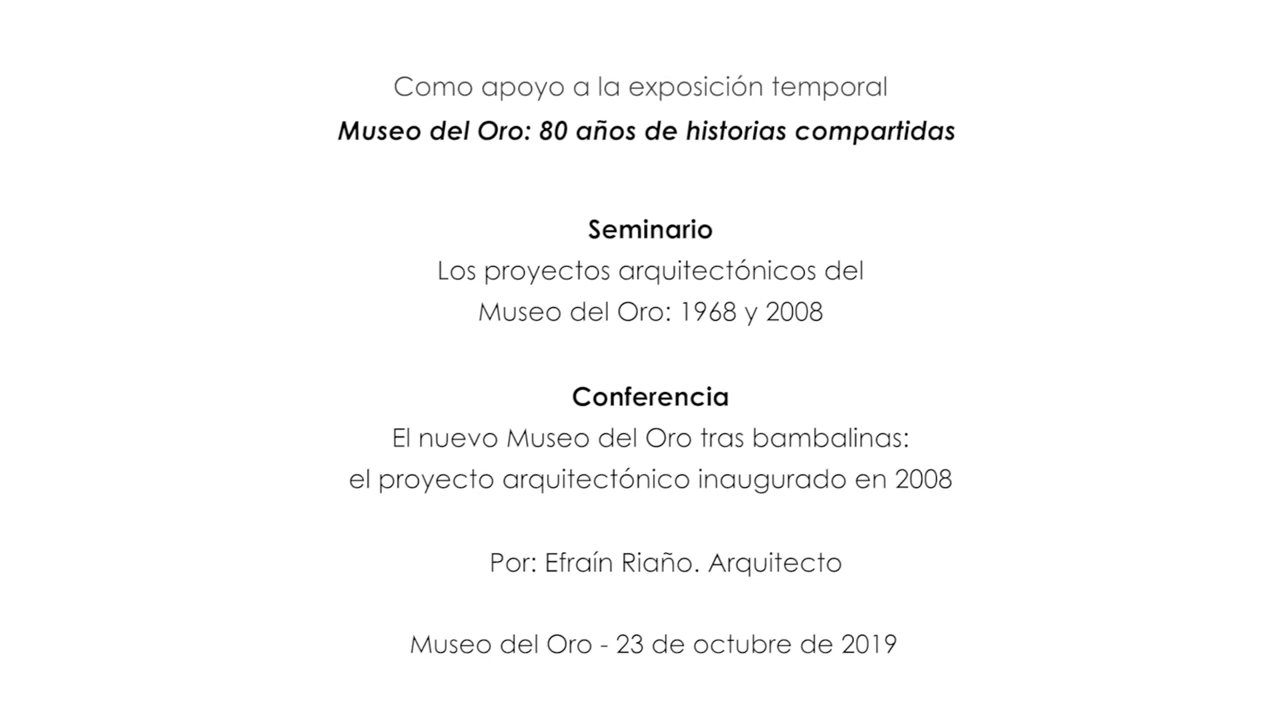 Como apoyo a la exposición temporal
Museo del Oro: 80 años de historias compartidas
Seminario
Los proyectos arquitectónicos del
Museo del Oro: 1968 y 2008
Conferencia
El nuevo Museo del Oro tras bambalinas:
el proyecto arquitectónico inaugurado en 2008
Por: Efraín Riaño. Arquitecto
Museo del Oro - 23 de octubre de 2019